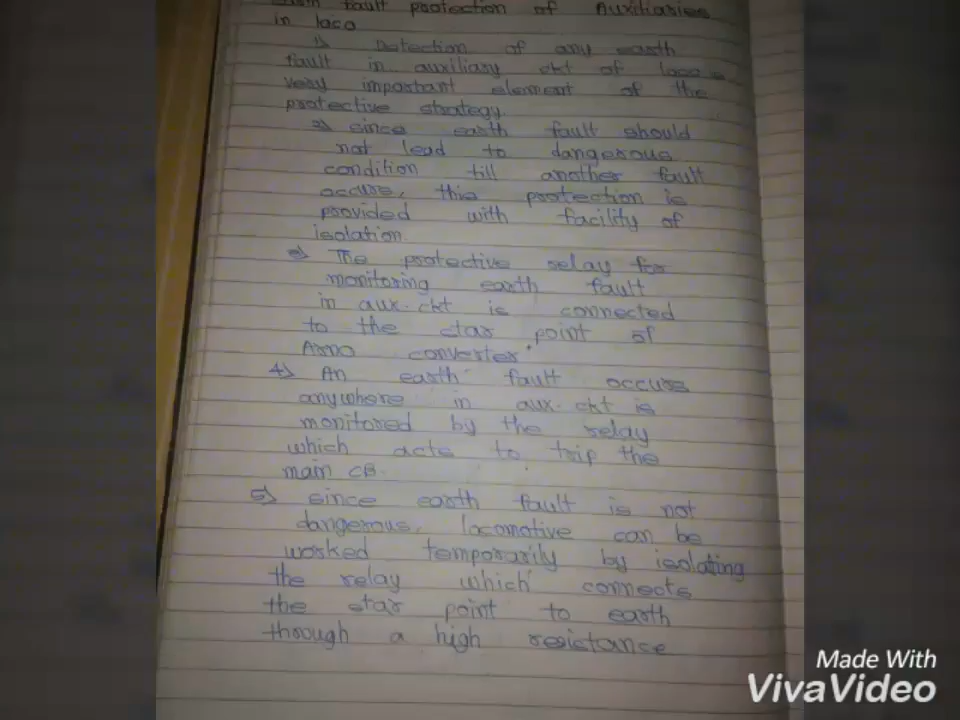 fault protection of Auxiliaries
in loco
1) Detection of any earth
fault in auxiliary ckt of loco
very important element of the
protective strategy.
2) since earth fault should
not lead to dangerous
condition till another fault
occure, this protection is
provided with facility of
isolation.
3) The protective relay for
monitoring earth fault
in aux. ckt is connected
to the star point of
Arno converter.
4) An earth fault occurs
anywhere in aux. ckt is
monitored by the relay
which acts to trip the
main CB.
5) since earth fault is not
dangerous, locomotive can be
worked temporarily by isolating
the relay which connects
the star point to earth
through a high resistance
Made With
VivaVideo